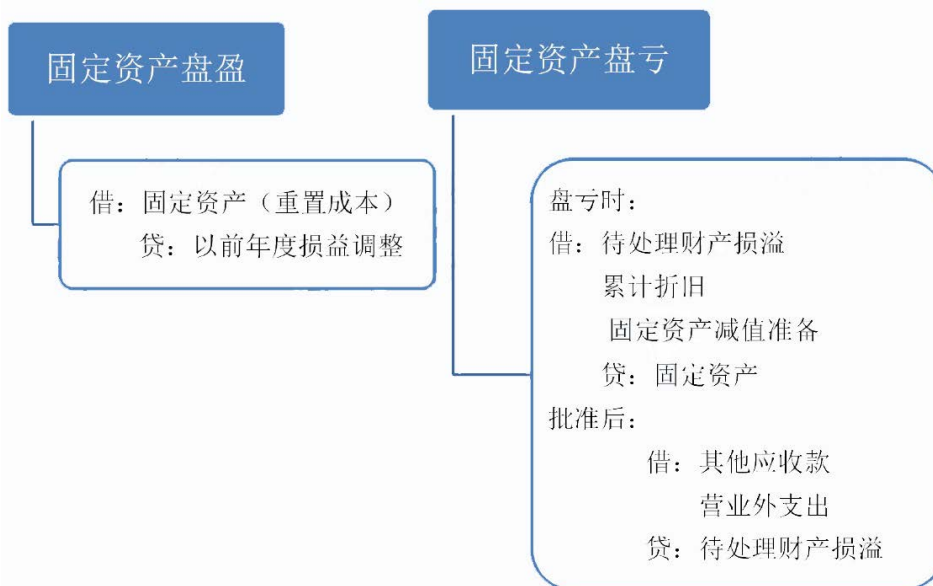 固定资产盘盈
借：固定资产（重置成本）
贷：以前年度损益调整
固定资产盘亏
盘亏时：
借：待处理财产损溢
累计折旧
固定资产减值准备
贷：固定资产
批准后：
借：其他应收款
营业外支出
贷：待处理财产损溢